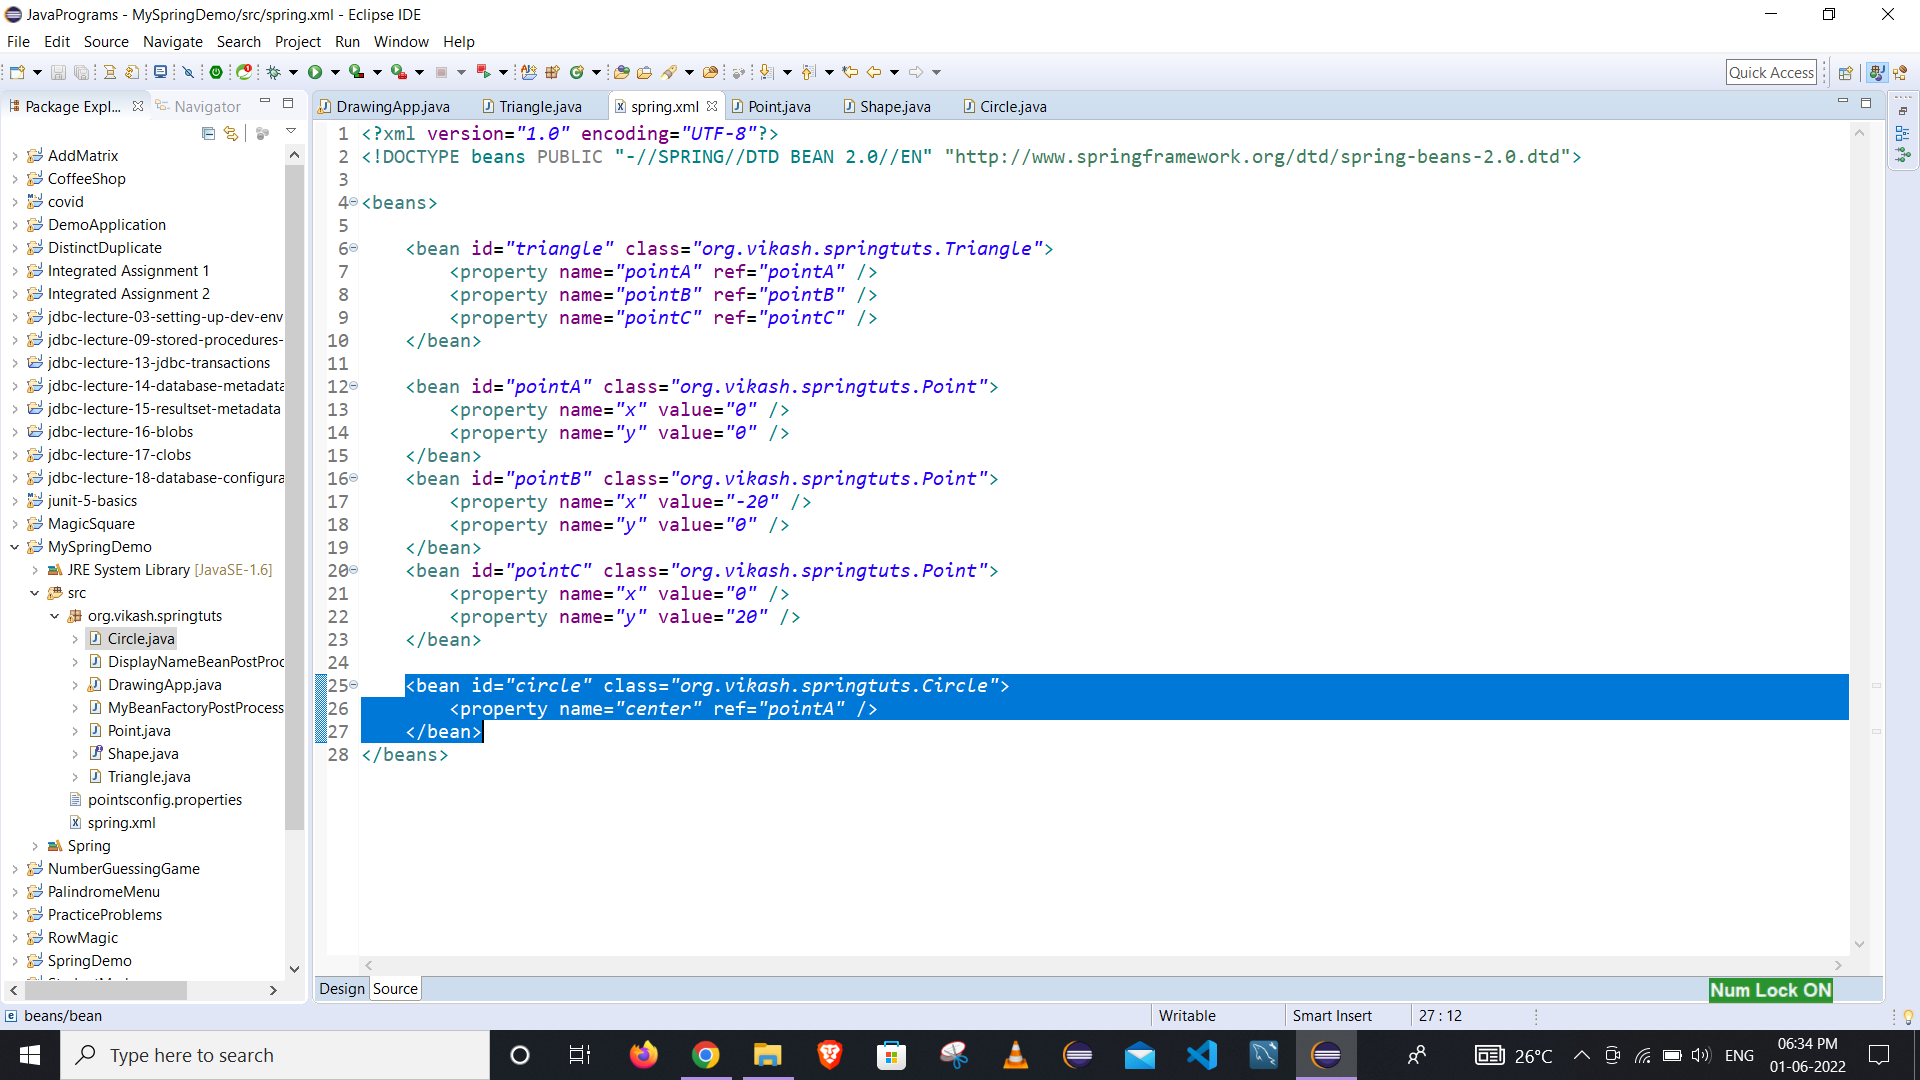 JavaPrograms - MySpringDemo/src/spring.xml - Eclipse IDE
File Edit Source Navigate Search Project Run Window Help
Quick Access
Package Expl... Navigator
DrawingApp.java Triangle.java spring.xml Point.java Shape.java Circle.java
AddMatrix
CoffeeShop
covid
DemoApplication
DistinctDuplicate
Integrated Assignment 1
Integrated Assignment 2
jdbc-lecture-03-setting-up-dev-env
jdbc-lecture-09-stored-procedures-
jdbc-lecture-13-jdbc-transactions
jdbc-lecture-14-database-metadata
jdbc-lecture-15-resultset-metadata
jdbc-lecture-16-blobs
jdbc-lecture-17-clobs
jdbc-lecture-18-database-configura
junit-5-basics
MagicSquare
MySpringDemo
JRE System Library [JavaSE-1.6]
src
org.vikash.springtuts
Circle.java
DisplayNameBeanPostProc
DrawingApp.java
MyBeanFactoryPostProcess
Point.java
Shape.java
Triangle.java
pointsconfig.properties
spring.xml
Spring
NumberGuessingGame
PalindromeMenu
PracticeProblems
RowMagic
SpringDemo
1 <?xml version="1.0" encoding="UTF-8"?>
2 <!DOCTYPE beans PUBLIC "-//SPRING//DTD BEAN 2.0//EN" "http://www.springframework.org/dtd/spring-beans-2.0.dtd">
3
4 <beans>
5
6 <bean id="triangle" class="org.vikash.springtuts.Triangle">
7 <property name="pointA" ref="pointA" />
8 <property name="pointB" ref="pointB" />
9 <property name="pointC" ref="pointC" />
10 </bean>
11
12 <bean id="pointA" class="org.vikash.springtuts.Point">
13 <property name="x" value="0" />
14 <property name="y" value="0" />
15 </bean>
16 <bean id="pointB" class="org.vikash.springtuts.Point">
17 <property name="x" value="-20" />
18 <property name="y" value="0" />
19 </bean>
20 <bean id="pointC" class="org.vikash.springtuts.Point">
21 <property name="x" value="0" />
22 <property name="y" value="20" />
23 </bean>
24
25 <bean id="circle" class="org.vikash.springtuts.Circle">
26 <property name="center" ref="pointA" />
27 </bean>
28 </beans>
Design Source
Num Lock ON
beans/bean Writable Smart Insert 27 : 12
Type here to search
26°C ENG
06:34 PM
01-06-2022